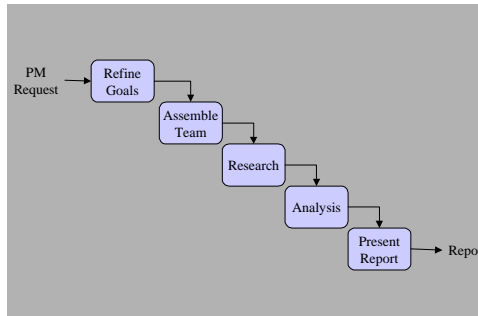 PM
Request
Refine
Goals
Assemble
Team
Research
Analysis
Present
Report
Repo